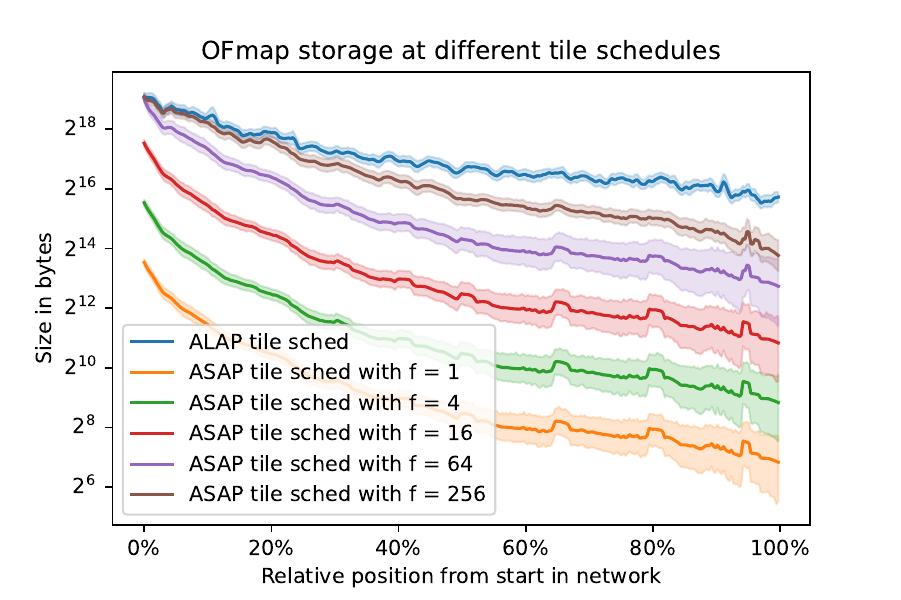 OFmap storage at different tile schedules
Size in bytes
2^18
2^16
2^14
2^12
2^10
2^8
2^6
ALAP tile sched
ASAP tile sched with f = 1
ASAP tile sched with f = 4
ASAP tile sched with f = 16
ASAP tile sched with f = 64
ASAP tile sched with f = 256
0% 20% 40% 60% 80% 100%
Relative position from start in network